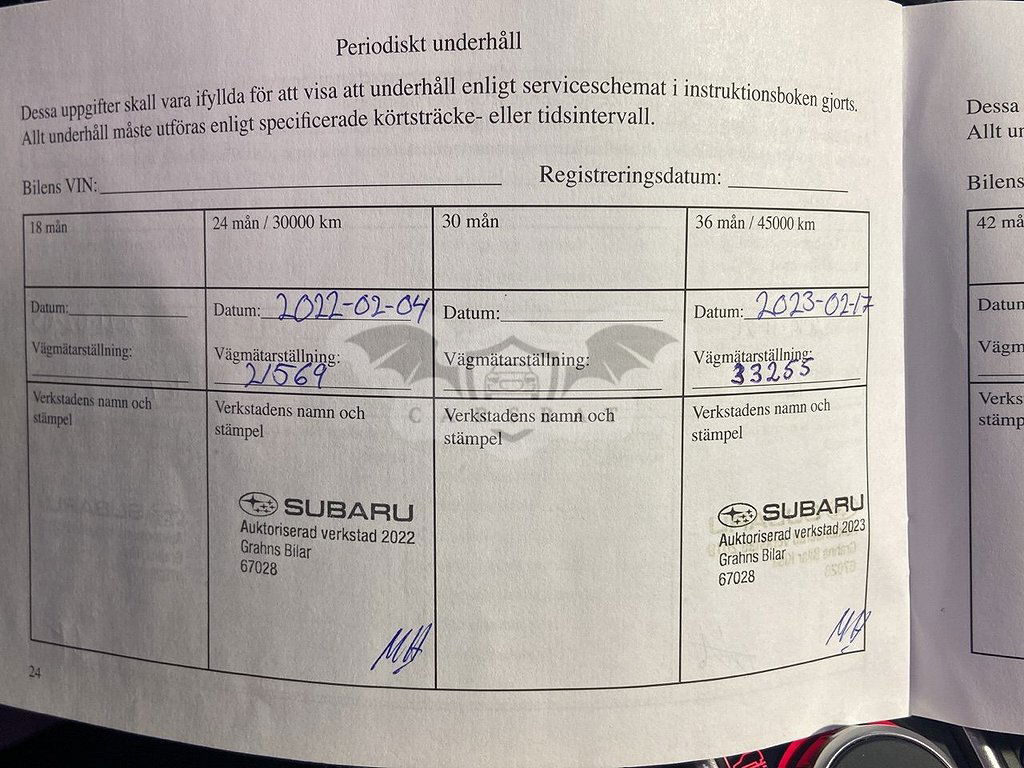 Periodiskt underhåll
Dessa uppgifter skall vara ifyllda för att visa att underhåll enligt serviceschemat i instruktionsboken gjorts.
Allt underhåll måste utföras enligt specificerade körtsträcke- eller tidsintervall.
Bilens VIN:
Registreringsdatum:
18 mån
24 mån / 30000 km
30 mån
36 mån / 45000 km
Datum:
Datum: 2022-02-04
Datum:
Datum: 2023-02-17
Vägmätarställning:
Vägmätarställning:
21569
Vägmätarställning:
Vägmätarställning:
33255
Verkstadens namn och
stämpel
Verkstadens namn och
stämpel
Verkstadens namn och
stämpel
Verkstadens namn och
stämpel
SUBARU
Auktoriserad verkstad 2022
Grahns Bilar
67028
MH
SUBARU
Auktoriserad verkstad 2023
Grahns Bilar
67028
MH
24
Dessa
Allt
Bilens
42
Datum